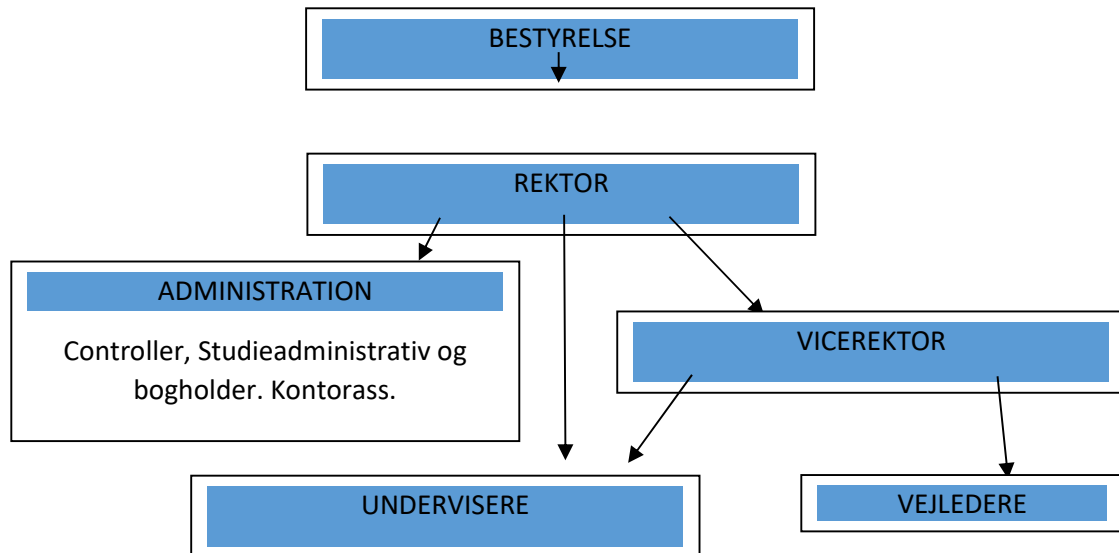 BESTYRELSE
REKTOR
ADMINISTRATION
Controller, Studieadministrativ og
bogholder. Kontorass.
VICEREKTOR
UNDERVISERE
VEJLEDERE